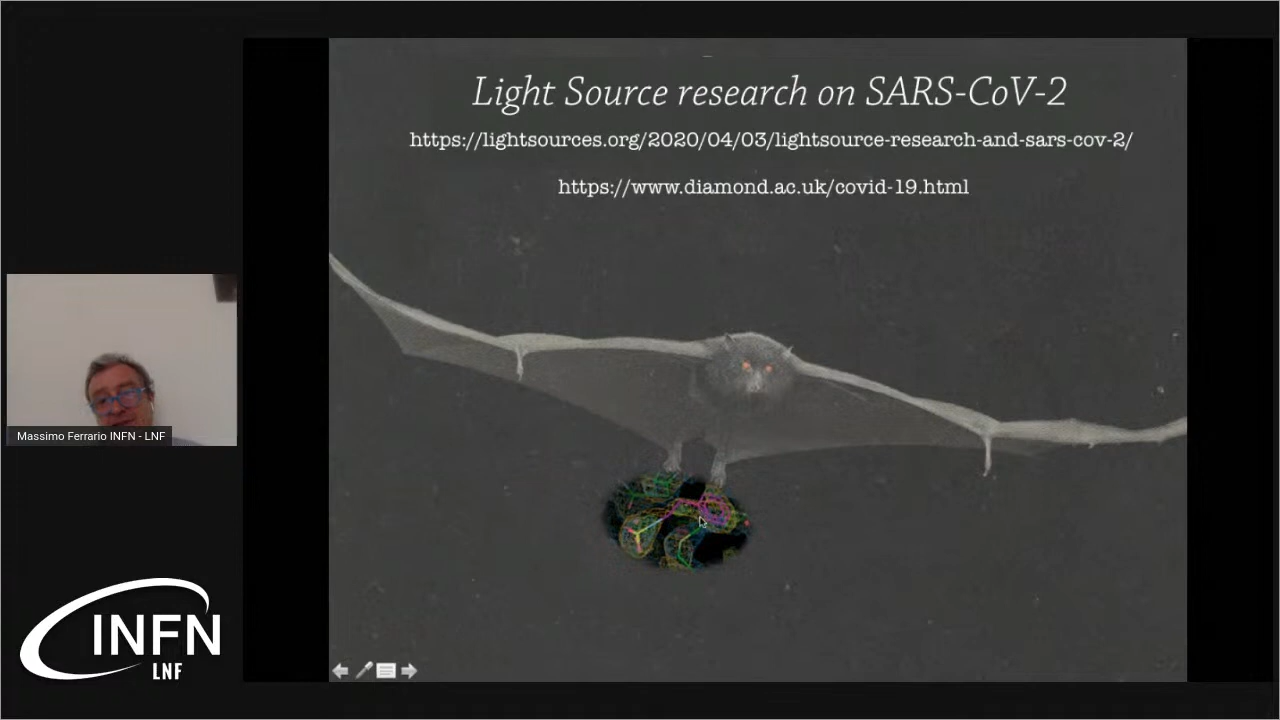 Light Source research on SARS-CoV-2
https://lightsources.org/2020/04/03/lightsource-research-and-sars-cov-2/
https://www.diamond.ac.uk/covid-19.html
Massimo Ferrario INFN - LNF
INFN
LNF